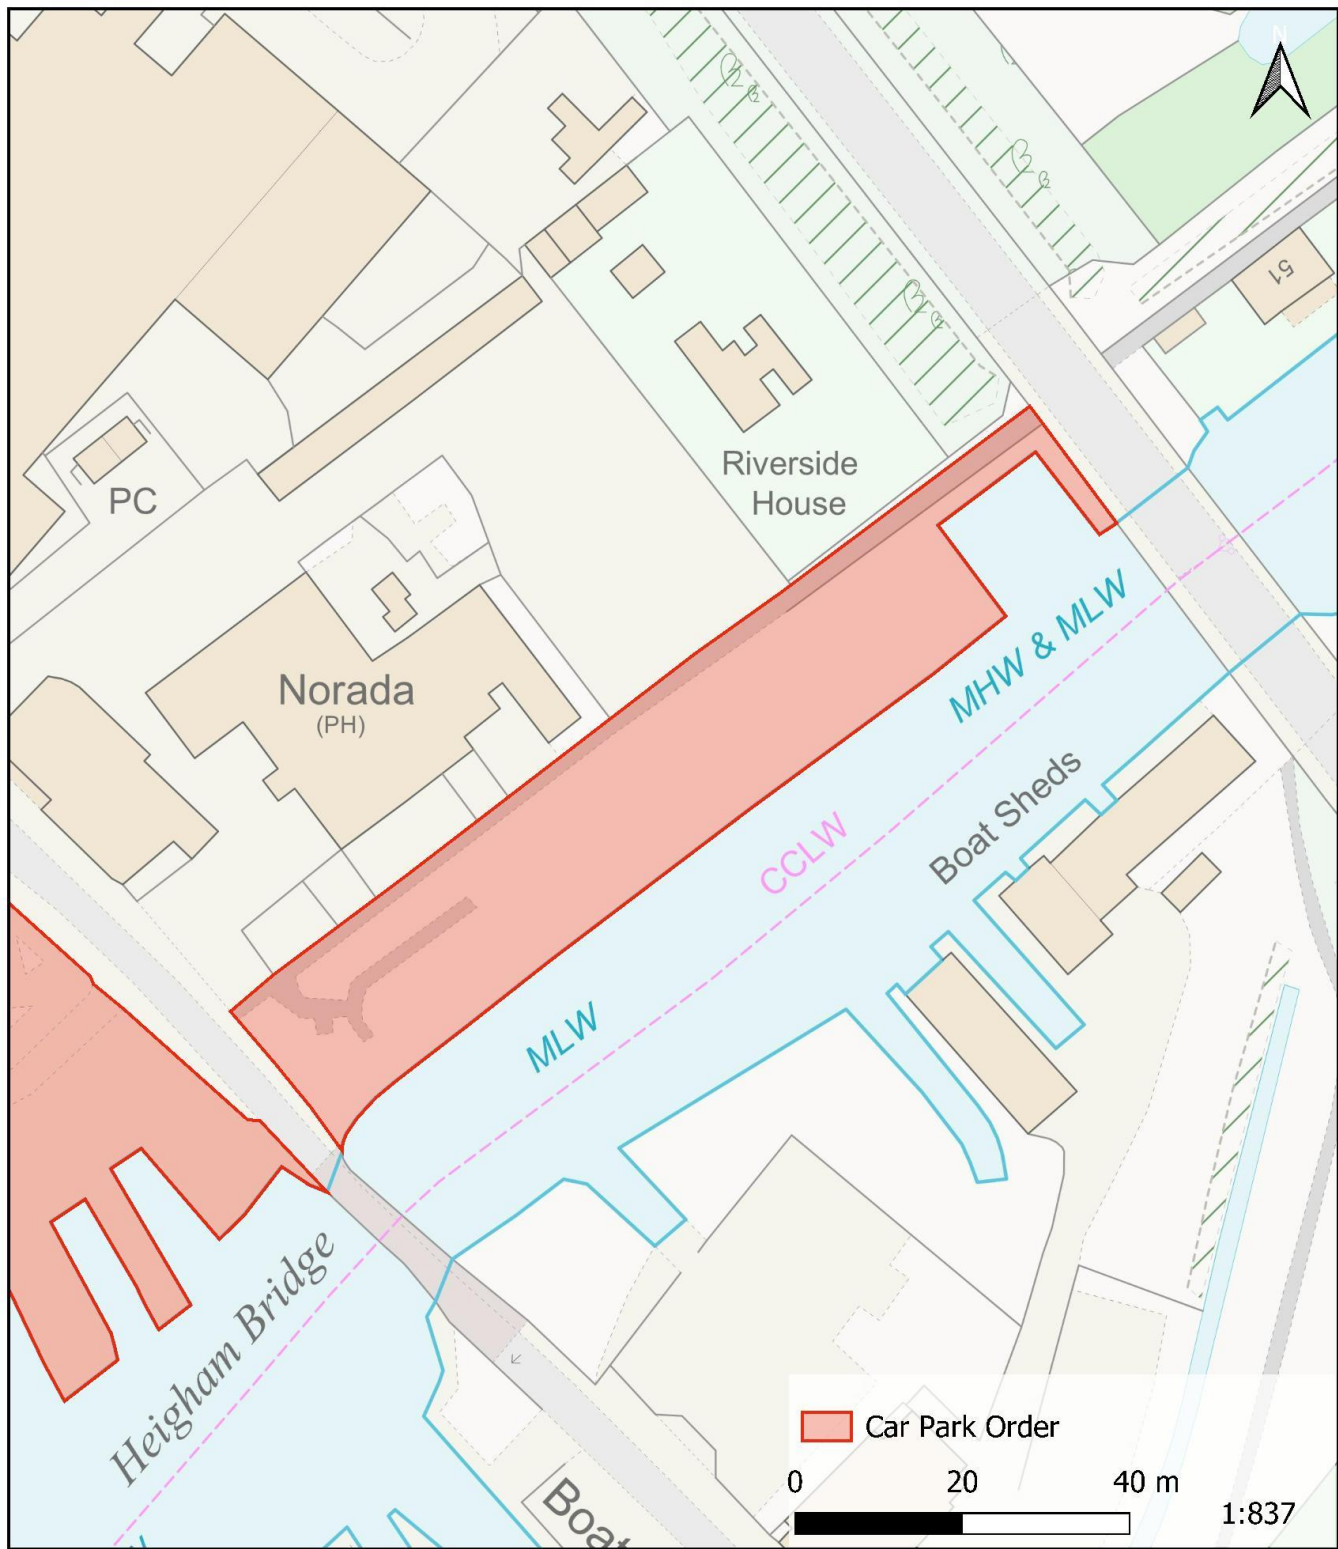 N
51
Riverside
House
PC
Norada
(PH)
MHW & MLW
Boat Sheds
CCLW
MLW
Heigham Bridge
Boat
Car Park Order
0 20 40 m
1:837